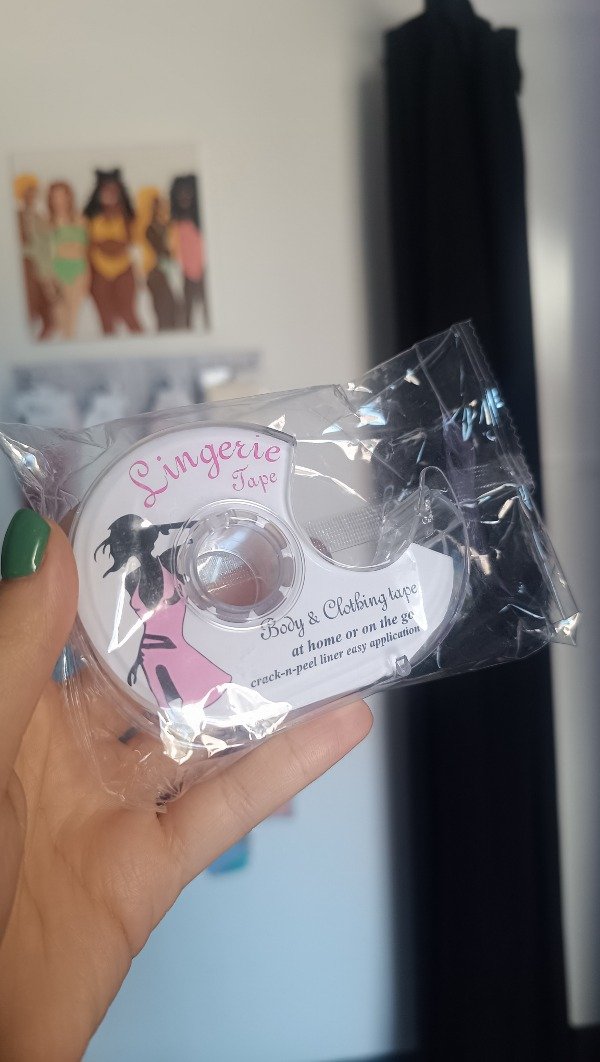 Lingerie
Tape
Body & Clothing tape
at home or on the go
crack-n-peel liner easy application